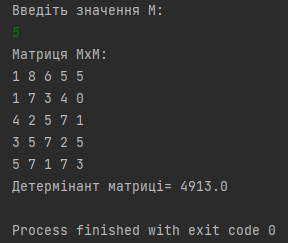 Введіть значення M:
5
Матриця MxM:
1 8 6 5 5
1 7 3 4 0
4 2 5 7 1
3 5 7 2 5
5 7 1 7 3
Детермінант матриці= 4913.0
Process finished with exit code 0